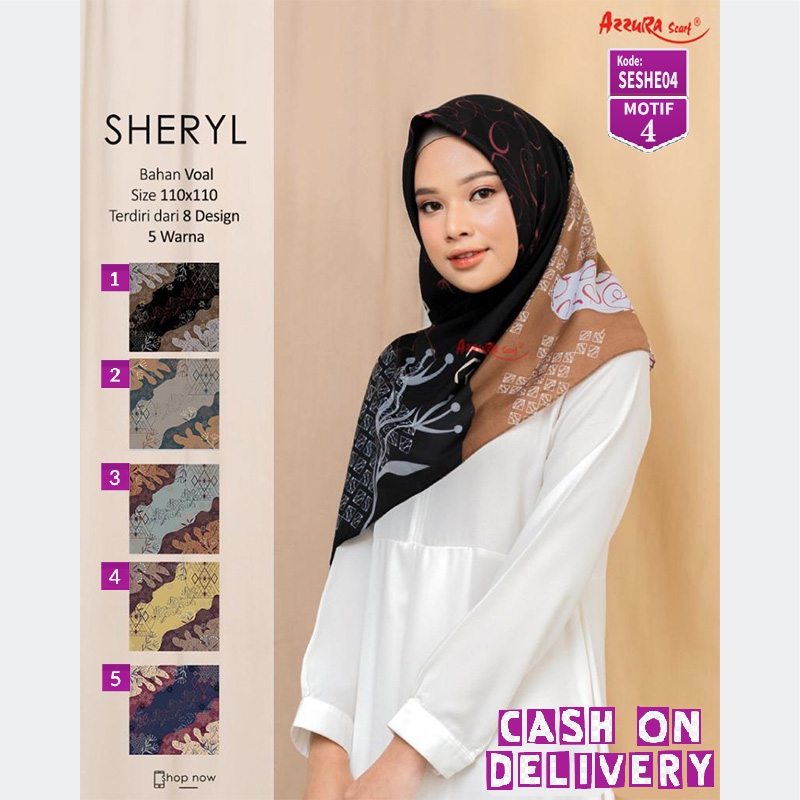 AzzuRa Scarf®
Kode:
SESHE04
MOTIF
4
SHERYL
Bahan Voal
Size 110x110
Terdiri dari 8 Design
5 Warna
1
2
3
4
5
AzzuRa Scarf®
shop now
CASH ON
DELIVERY